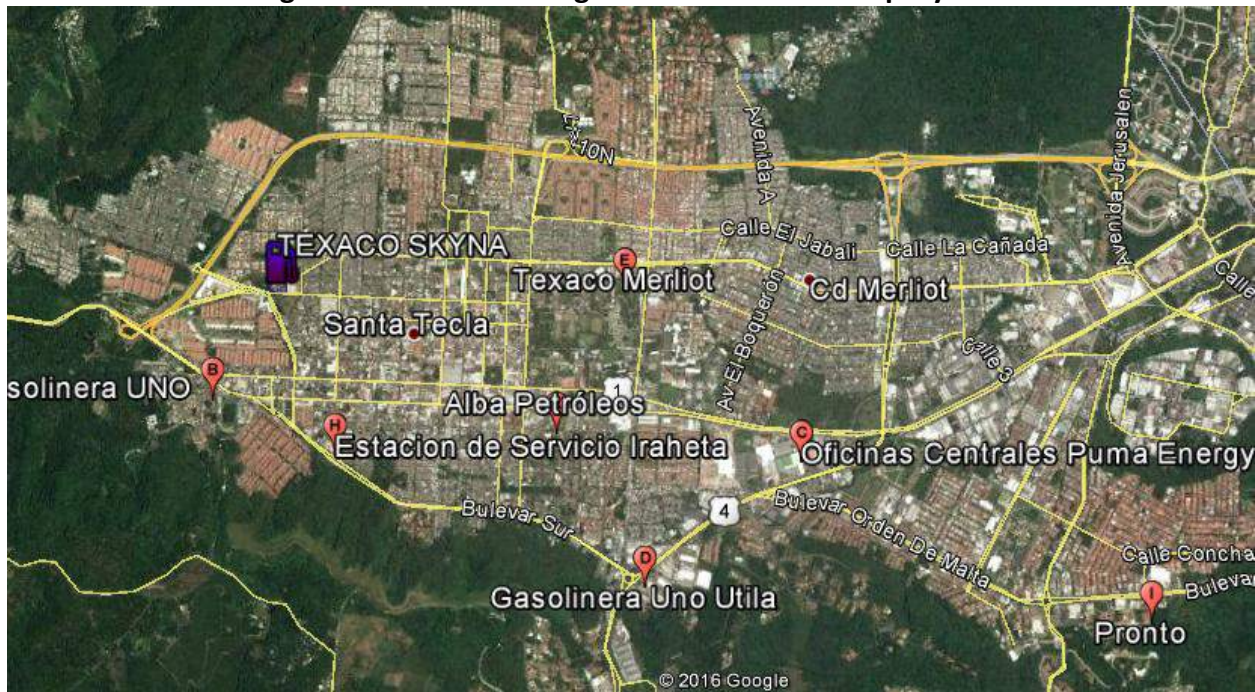 Avenida A
Avenida Jerusalen
10N
Calle El Jabali
Calle La Cañada
TEXACO SKYNA
E
Texaco Merliot
Cd Merliot
Calle
Santa Tecla
Av El Boquerón
Calle 3
B
solinera UNO
1
Alba Petróleos
H
Estacion de Servicio Iraheta
C
Oficinas Centrales Puma Energy
4
Bulevar Sur
Bulevar Orden De Malta
Calle Concha
D
Gasolinera Uno Utila
I
Bulevar
Pronto
© 2016 Google